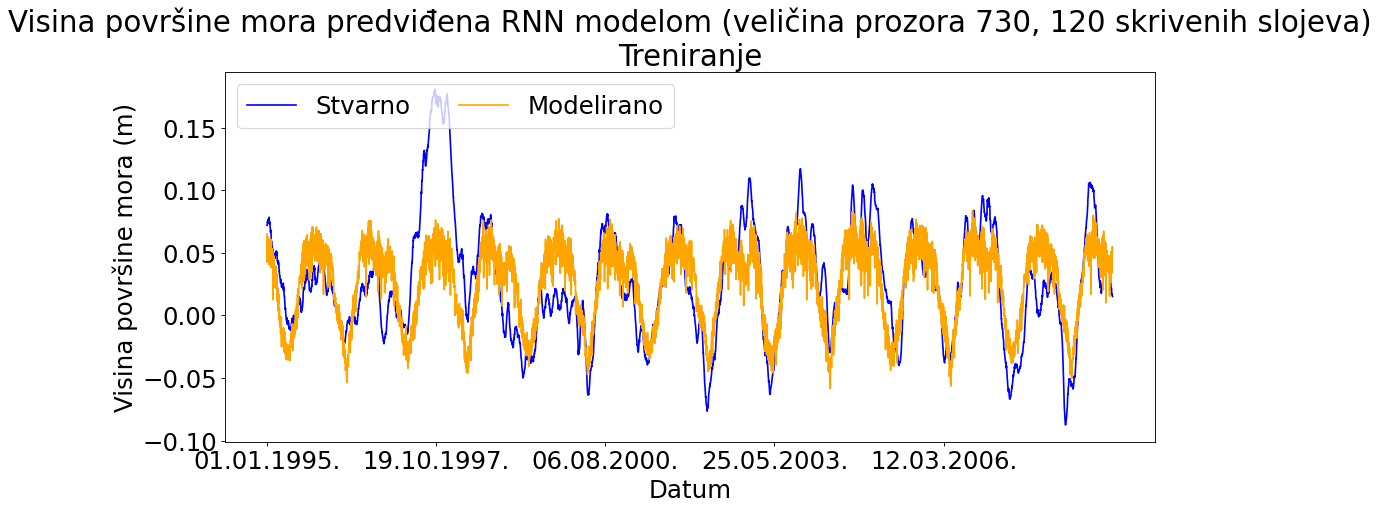 Visina površine mora predviđena RNN modelom (veličina prozora 730, 120 skrivenih slojeva)
Treniranje
Stvarno
Modelirano
Visina površine mora (m)
0.15
0.10
0.05
0.00
−0.05
−0.10
01.01.1995.
19.10.1997.
06.08.2000.
25.05.2003.
12.03.2006.
Datum